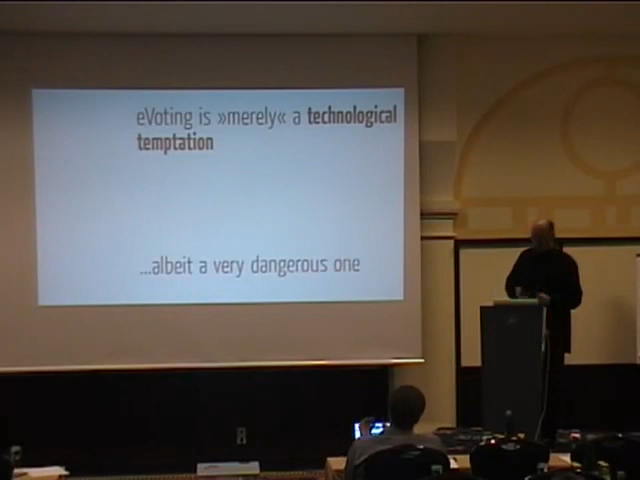 eVoting is »merely« a technological
temptation
...albeit a very dangerous one